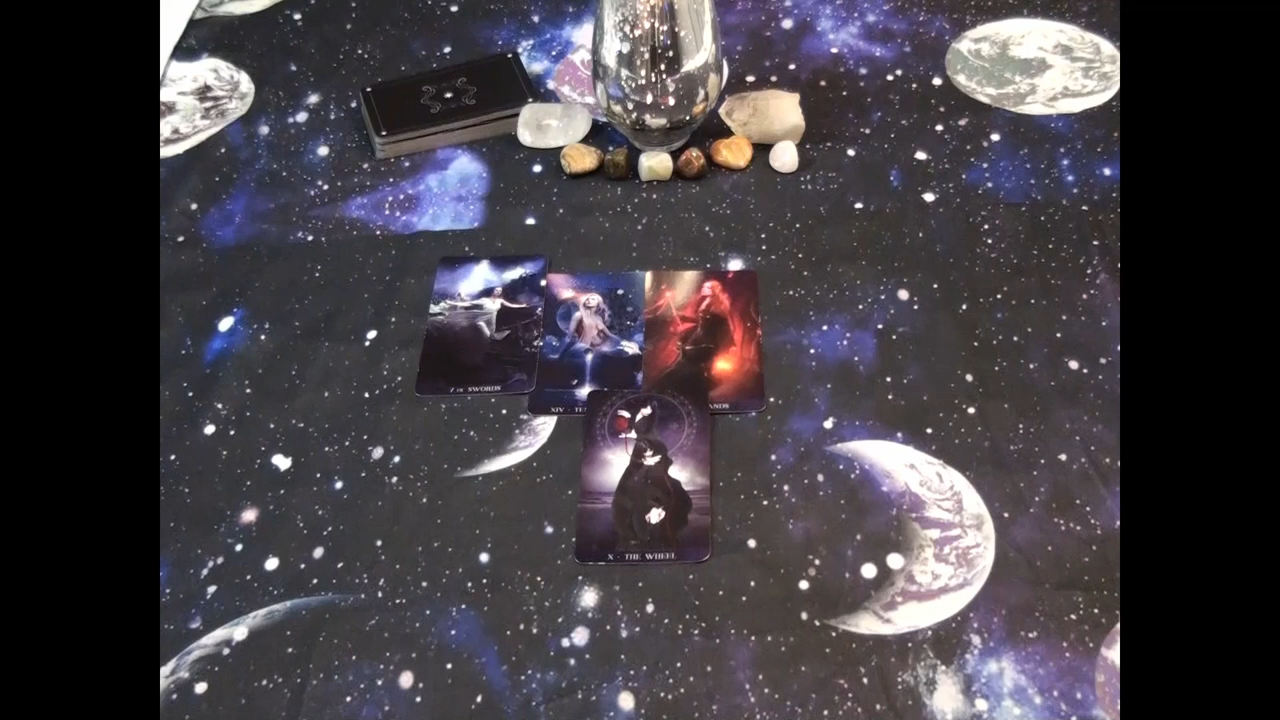 7 OF SWORDS
XIV · TE
ANDS
X · THE WHEEL